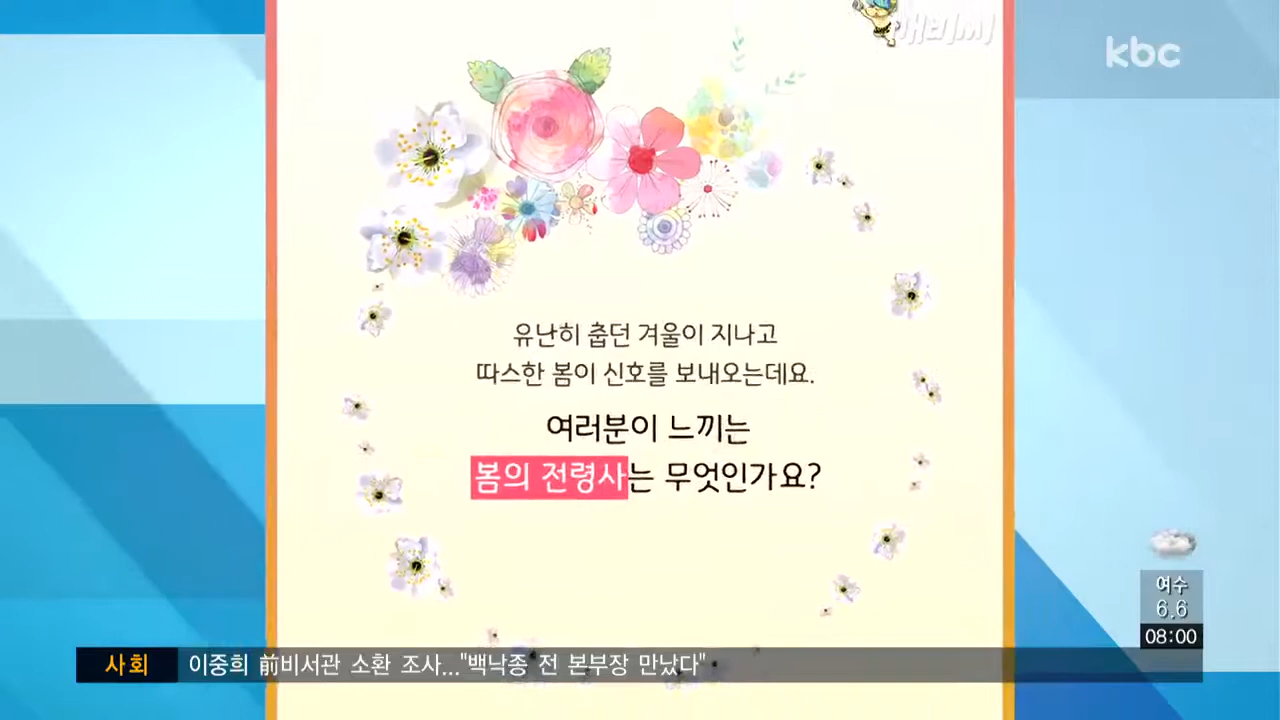 깨비씨
kbc
유난히 춥던 겨울이 지나고
따스한 봄이 신호를 보내오는데요.
여러분이 느끼는
봄의 전령사는 무엇인가요?
여수
6.6
08:00
사회 이중희 前비서관 소환 조사..."백낙종 전 본부장 만났다"